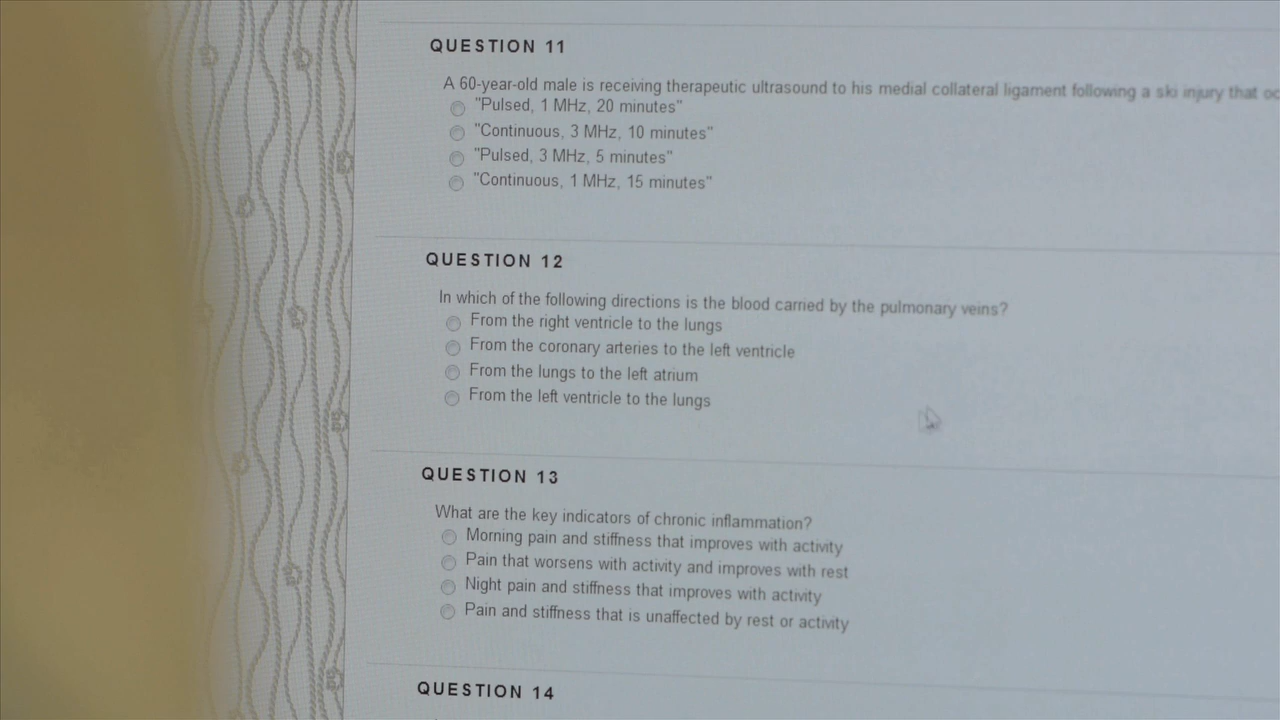 QUESTION 11
A 60-year-old male is receiving therapeutic ultrasound to his medial collateral ligament following a ski injury that
"Pulsed, 1 MHz, 20 minutes"
"Continuous, 3 MHz, 10 minutes"
"Pulsed, 3 MHz, 5 minutes"
"Continuous, 1 MHz, 15 minutes"
QUESTION 12
In which of the following directions is the blood carried by the pulmonary veins?
From the right ventricle to the lungs
From the coronary arteries to the left ventricle
From the lungs to the left atrium
From the left ventricle to the lungs
QUESTION 13
What are the key indicators of chronic inflammation?
Morning pain and stiffness that improves with activity
Pain that worsens with activity and improves with rest
Night pain and stiffness that improves with activity
Pain and stiffness that is unaffected by rest or activity
QUESTION 14